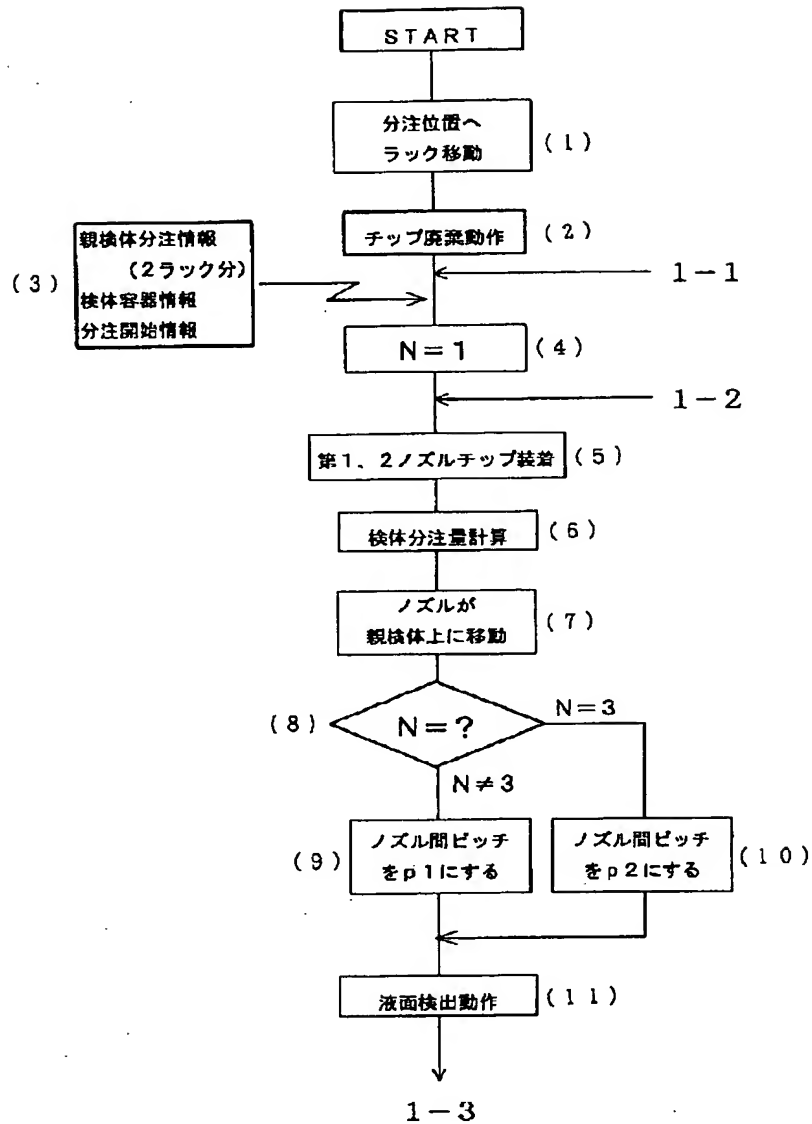 START
分注位置へ
ラック移動
(1)
チップ廃棄動作
(2)
親検体分注情報
(2ラック分)
検体容器情報
分注開始情報
(3)
1-1
N=1
(4)
1-2
第1、2ノズルチップ装着
(5)
検体分注量計算
(6)
ノズルが
親検体上に移動
(7)
(8)
N=?
N=3
N≠3
(9)
ノズル間ピッチ
をp1にする
ノズル間ピッチ
をp2にする
(10)
液面検出動作
(11)
1-3